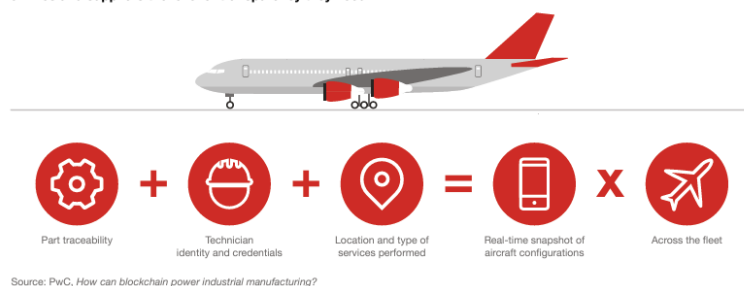 + + = x
Part traceability
Technician
identity and credentials
Location and type of
services performed
Real-time snapshot of
aircraft configurations
Across the fleet
Source: PwC, How can blockchain power industrial manufacturing?